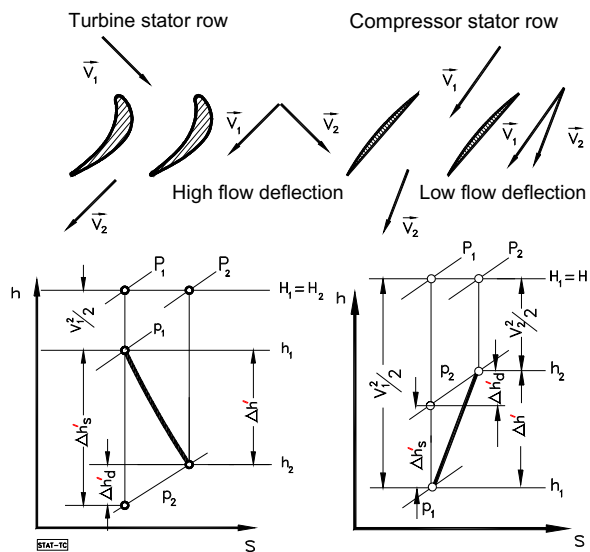 Turbine stator row
Compressor stator row
V₁
V₁
V₁
V₂
V₁
V₂
High flow deflection
Low flow deflection
V₂
V₂
P₁
P₂
H₁=H₂
h
V₁²/2
p₁
h₁
Δh's
Δh'
h₂
Δh'd
p₂
STAT-TC
S
P₁
P₂
H₁=H
h
V₂²/2
V₁²/2
p₂
h₂
Δh'd
Δh's
Δh'
h₁
p₁
S